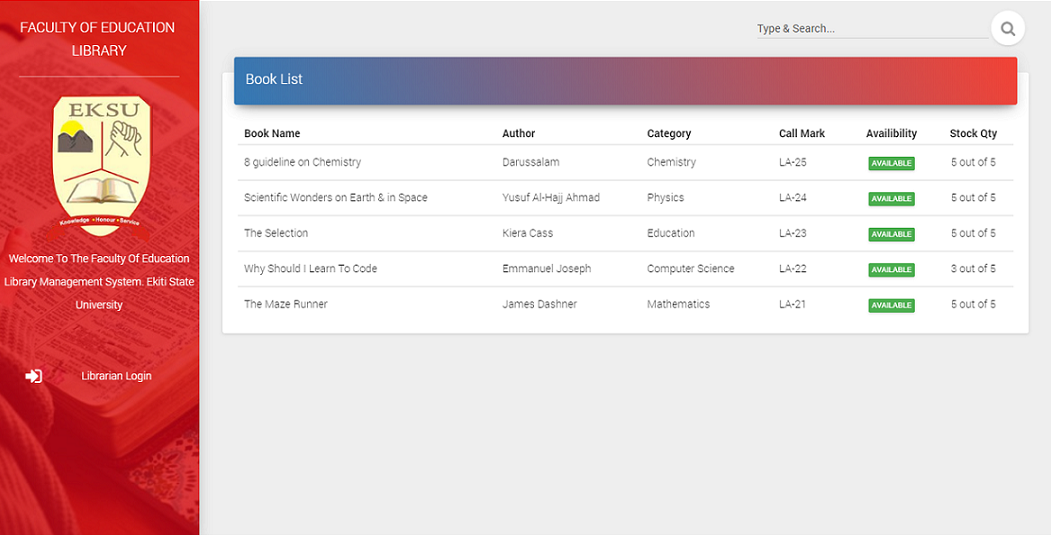 FACULTY OF EDUCATION
LIBRARY
EKSU
Knowledge • Honour • Service
Welcome To The Faculty Of Education
Library Management System. Ekiti State
University
Librarian Login
Type & Search...
Book List
Book Name Author Category Call Mark Availibility Stock Qty
8 guideline on Chemistry Darussalam Chemistry LA-25 AVAILABLE 5 out of 5
Scientific Wonders on Earth & in Space Yusuf Al-Hajj Ahmad Physics LA-24 AVAILABLE 5 out of 5
The Selection Kiera Cass Education LA-23 AVAILABLE 5 out of 5
Why Should I Learn To Code Emmanuel Joseph Computer Science LA-22 AVAILABLE 3 out of 5
The Maze Runner James Dashner Mathematics LA-21 AVAILABLE 5 out of 5